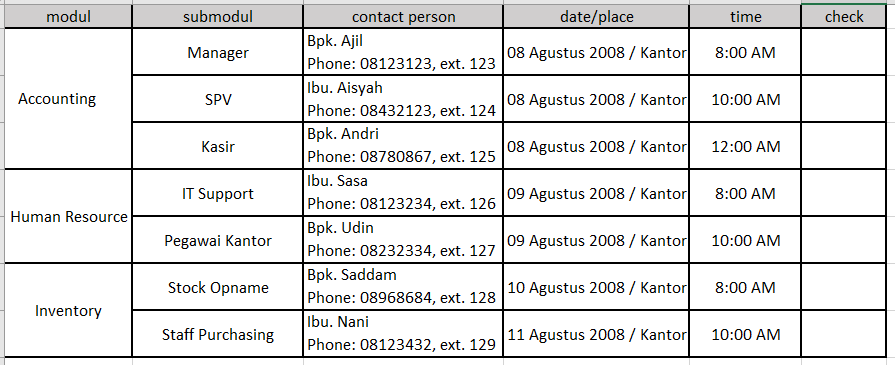 modul submodul contact person date/place time check
Accounting
Manager
Bpk. Ajil
Phone: 08123123, ext. 123
08 Agustus 2008 / Kantor
8:00 AM
SPV
Ibu. Aisyah
Phone: 08432123, ext. 124
08 Agustus 2008 / Kantor
10:00 AM
Kasir
Bpk. Andri
Phone: 08780867, ext. 125
08 Agustus 2008 / Kantor
12:00 AM
Human Resource
IT Support
Ibu. Sasa
Phone: 08123234, ext. 126
09 Agustus 2008 / Kantor
8:00 AM
Pegawai Kantor
Bpk. Udin
Phone: 08232334, ext. 127
09 Agustus 2008 / Kantor
10:00 AM
Inventory
Stock Opname
Bpk. Saddam
Phone: 08968684, ext. 128
10 Agustus 2008 / Kantor
8:00 AM
Staff Purchasing
Ibu. Nani
Phone: 08123432, ext. 129
11 Agustus 2008 / Kantor
10:00 AM